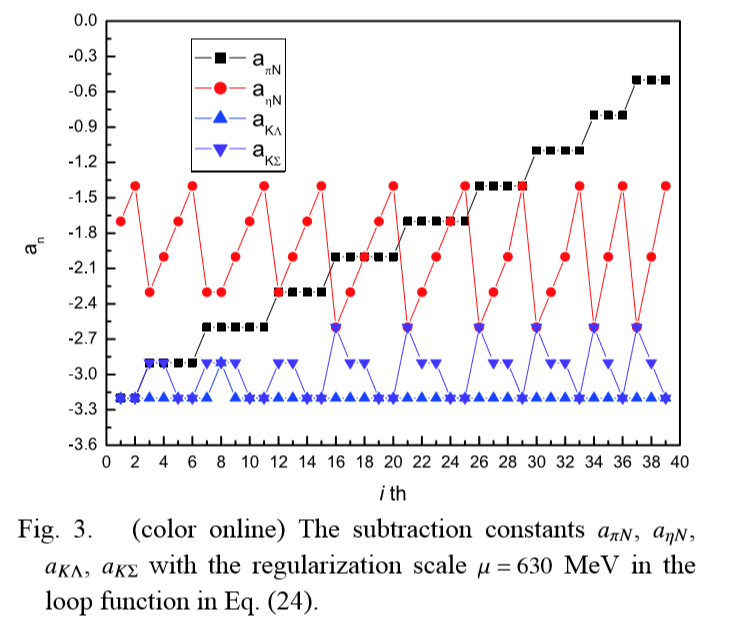 0.0
-0.3
-0.6
-0.9
-1.2
-1.5
-1.8
-2.1
-2.4
-2.7
-3.0
-3.3
-3.6
aₙ
a_πN
a_ηN
a_KΛ
a_KΣ
0 2 4 6 8 10 12 14 16 18 20 22 24 26 28 30 32 34 36 38 40
i th
Fig. 3. (color online) The subtraction constants a_πN, a_ηN,
a_KΛ, a_KΣ with the regularization scale μ = 630 MeV in the
loop function in Eq. (24).